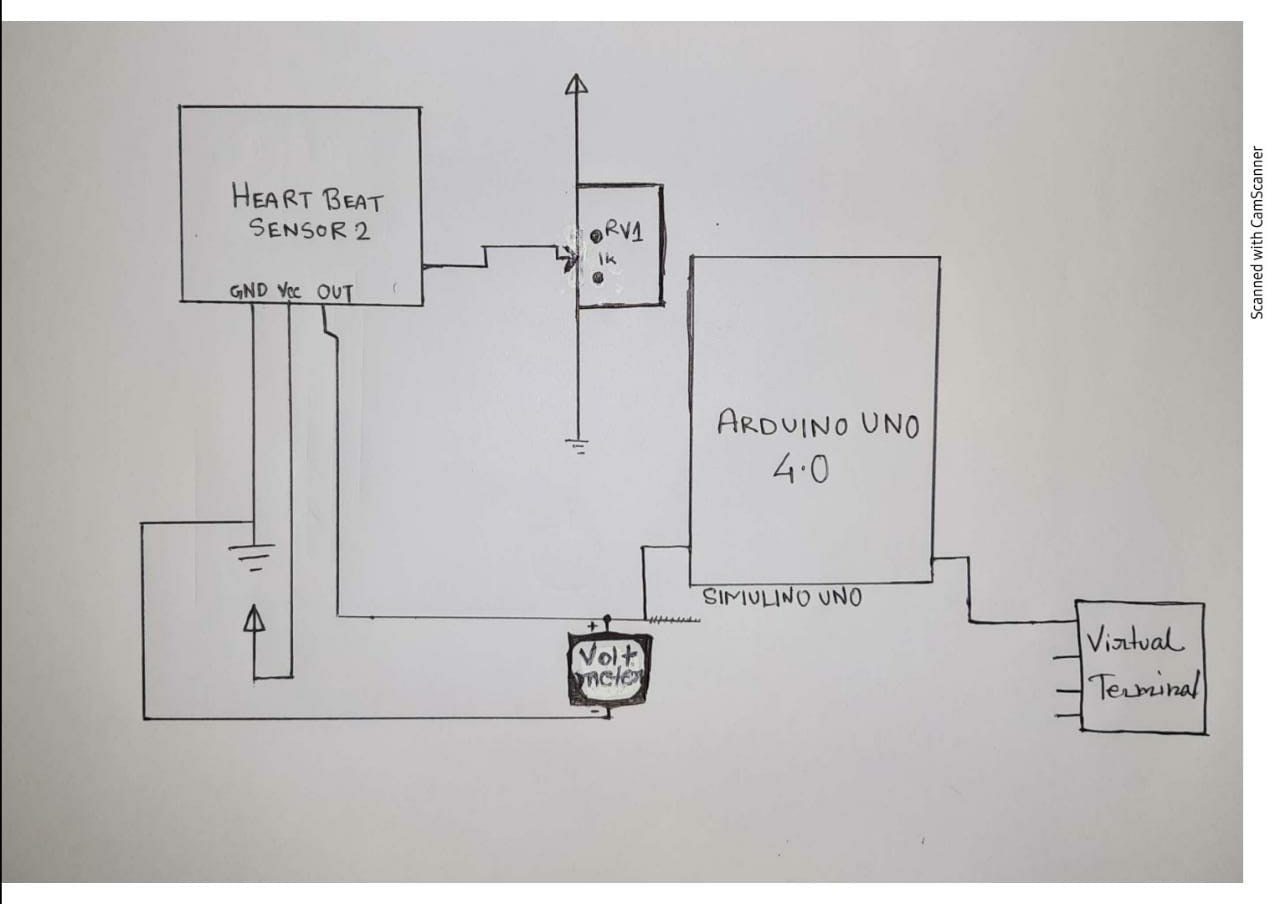 HEART BEAT
SENSOR 2
GND Vcc OUT
RV1
1k
ARDUINO UNO
4.0
SIMULINO UNO
+
Volt
meter
-
Virtual
Terminal
Scanned with CamScanner